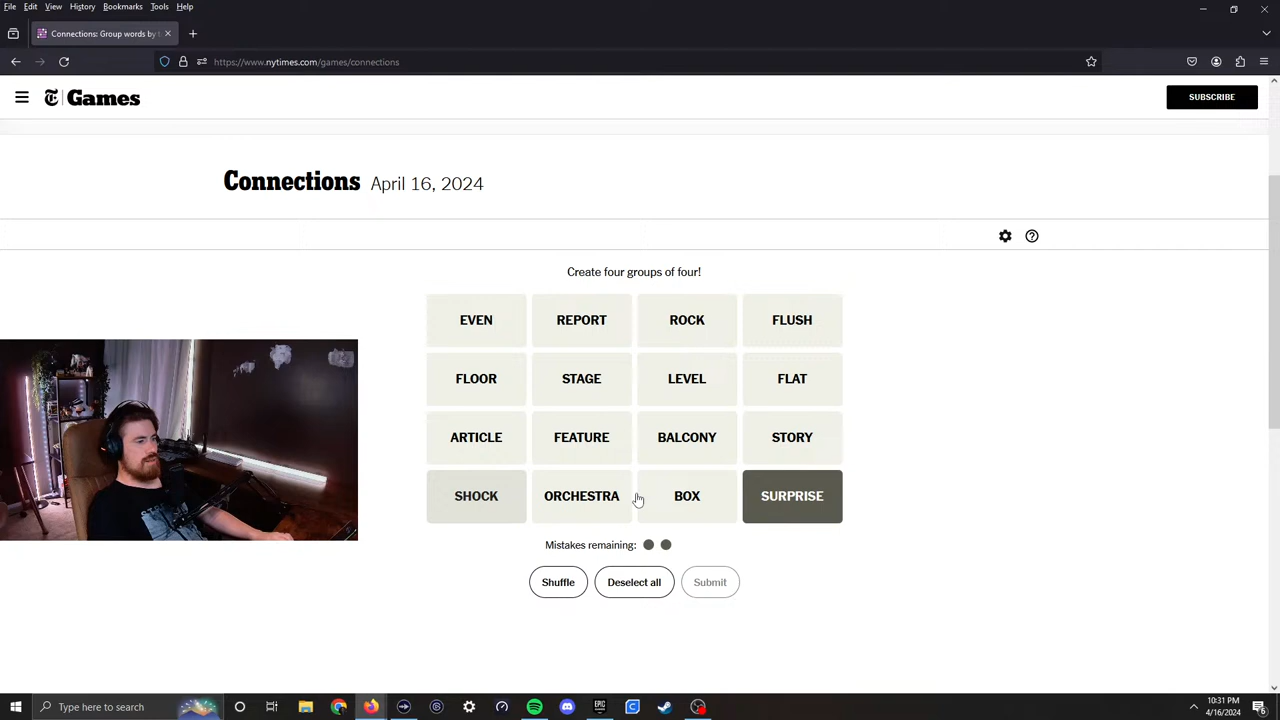 File Edit View History Bookmarks Tools Help
Connections: Group words by
https://www.nytimes.com/games/connections
Games
SUBSCRIBE
Connections April 16, 2024
Create four groups of four!
EVEN REPORT ROCK FLUSH
FLOOR STAGE LEVEL FLAT
ARTICLE FEATURE BALCONY STORY
SHOCK ORCHESTRA BOX SURPRISE
Mistakes remaining:
Shuffle Deselect all Submit
Type here to search
10:31 PM
4/16/2024